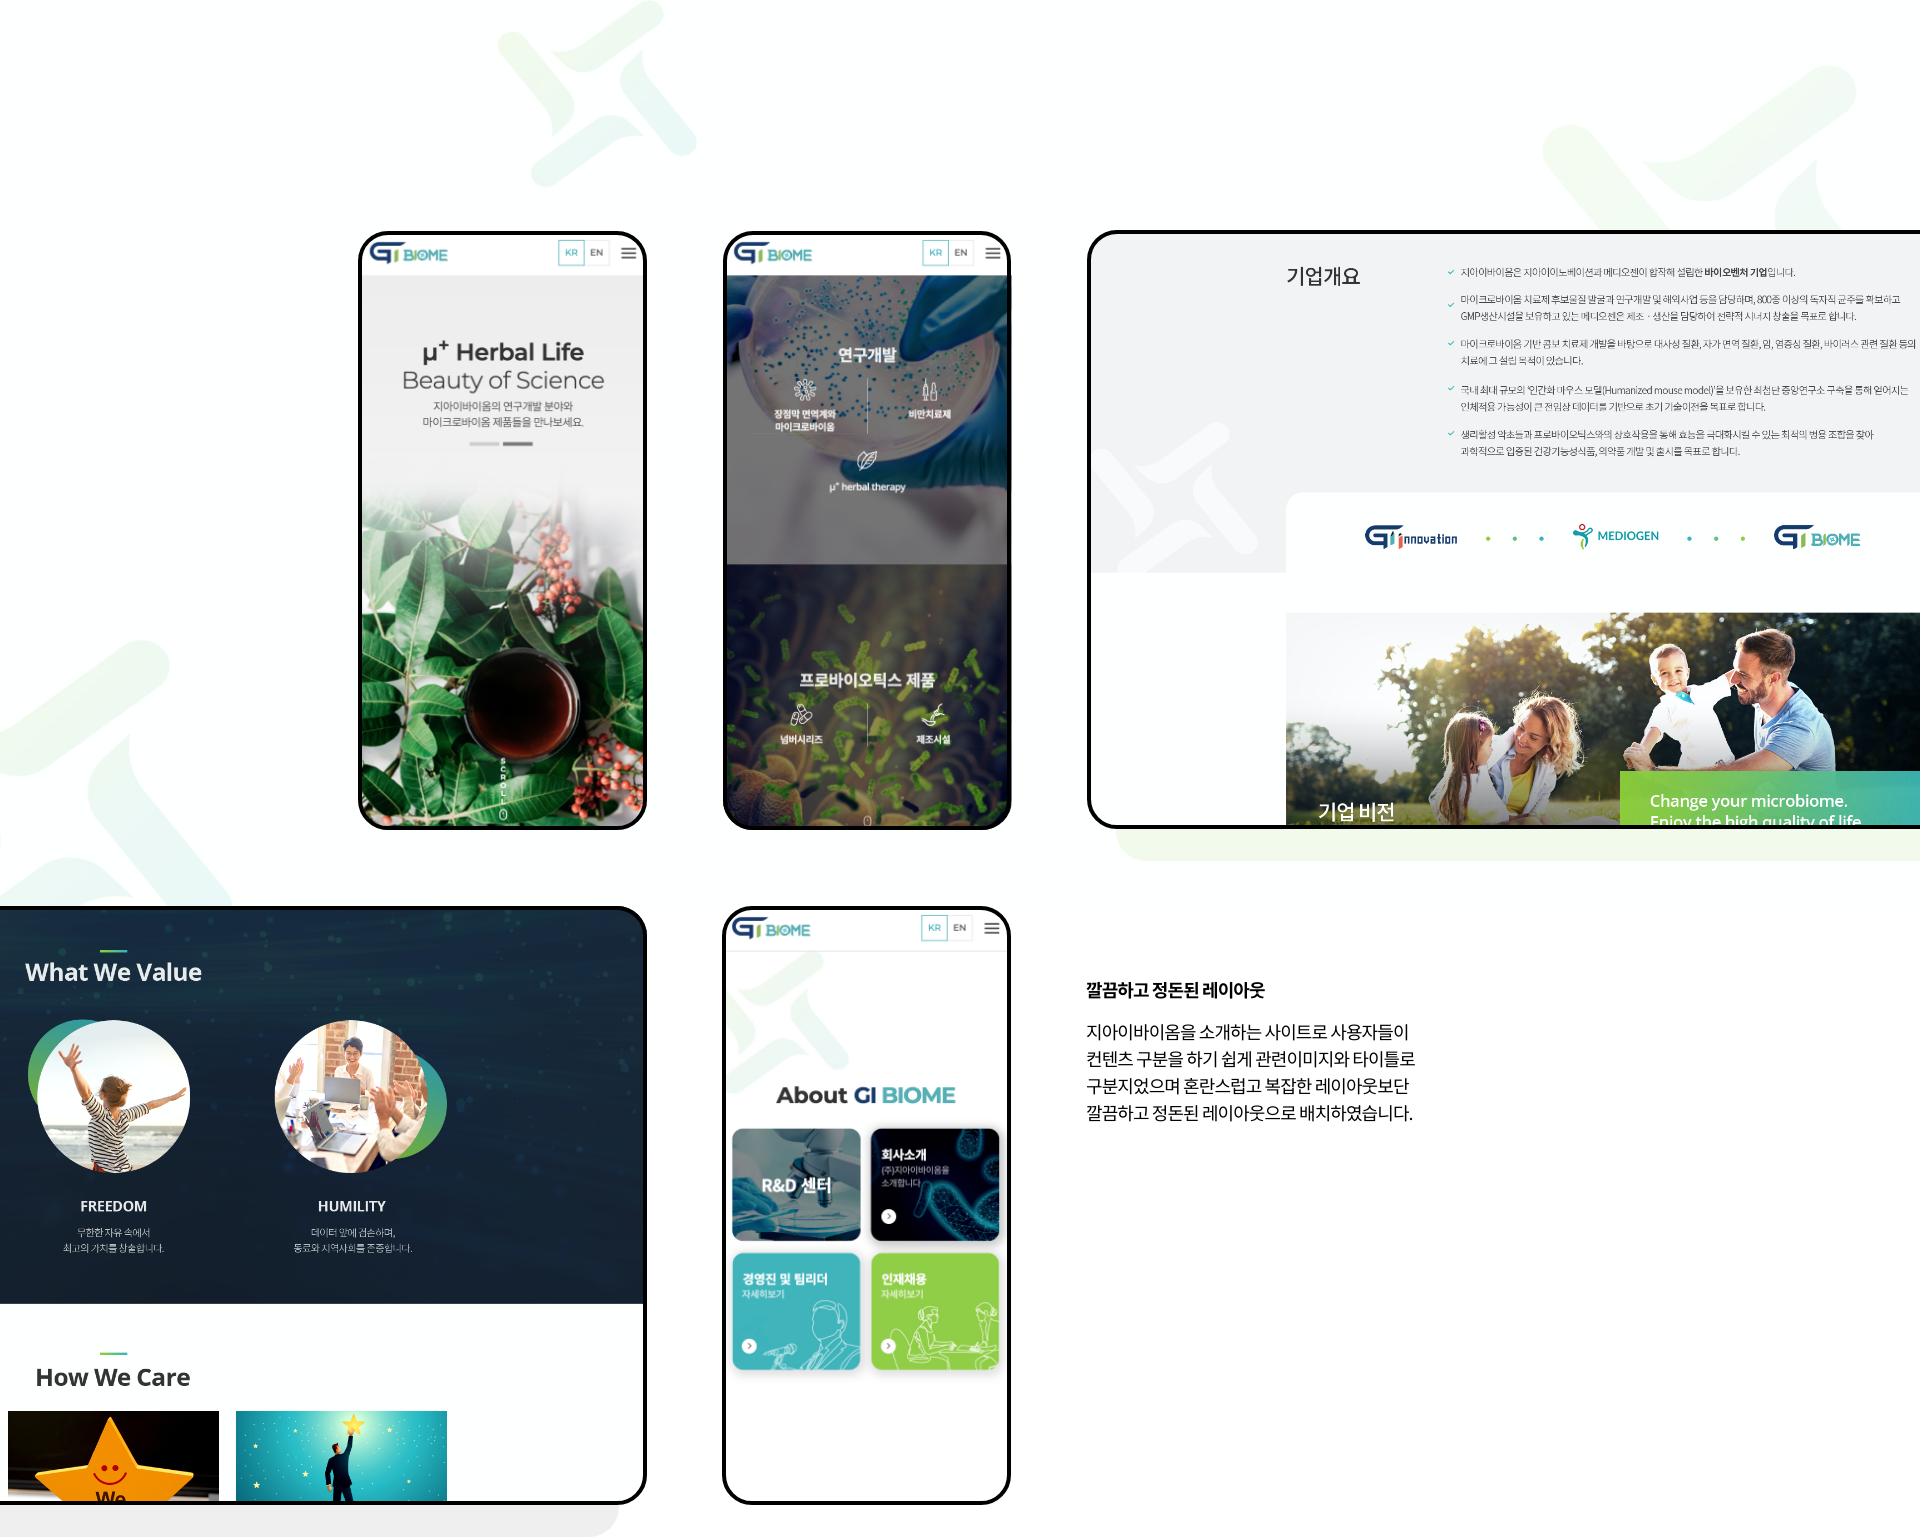 GI BIOME
KR EN
μ+ Herbal Life
Beauty of Science
지아이바이옴의 연구개발 분야와
마이크로바이옴 제품들을 만나보세요.
SCROLL
GI BIOME
KR EN
연구개발
장점막 면역계와
마이크로바이옴
비만치료제
μ+ herbal therapy
프로바이오틱스 제품
넘버시리즈
제조시설
기업개요
지아이바이옴은 지아이이노베이션과 메디오젠이 합작해 설립한 바이오벤처 기업입니다.
마이크로바이옴 치료제 후보물질 발굴과 연구개발 및 해외사업 등을 담당하며, 800종 이상의 독자적 균주를 확보하고
GMP생산시설을 보유하고 있는 메디오젠은 제조 · 생산을 담당하여 전략적 시너지 창출을 목표로 합니다.
마이크로바이옴 기반 콤보 치료제 개발을 바탕으로 대사성 질환, 자가 면역 질환, 암, 염증성 질환, 바이러스 관련 질환 등의
치료에 그 설립 목적이 있습니다.
국내 최대 규모의 '인간화 마우스 모델(Humanized mouse model)'을 보유한 최첨단 중앙연구소 구축을 통해 얻어지는
인체적용 가능성이 큰 전임상 데이터를 기반으로 초기 기술이전을 목표로 합니다.
생리활성 약초들과 프로바이오틱스와의 상호작용을 통해 효능을 극대화시킬 수 있는 최적의 병용 조합을 찾아
과학적으로 입증된 건강기능성식품, 의약품 개발 및 출시를 목표로 합니다.
GI Innovation
MEDIOGEN
GI BIOME
기업 비전
Change your microbiome.
Enjoy the high quality of life
What We Value
FREEDOM
무한한 자유 속에서
최고의 가치를 창출합니다.
HUMILITY
데이터 앞에 겸손하며,
동료와 지역사회를 존중합니다.
How We Care
We
GI BIOME
KR EN
About GI BIOME
R&D 센터
회사소개
(주)지아이바이옴을
소개합니다
경영진 및 팀리더
자세히보기
인재채용
자세히보기
깔끔하고 정돈된 레이아웃
지아이바이옴을 소개하는 사이트로 사용자들이
컨텐츠 구분을 하기 쉽게 관련이미지와 타이틀로
구분지었으며 혼란스럽고 복잡한 레이아웃보단
깔끔하고 정돈된 레이아웃으로 배치하였습니다.